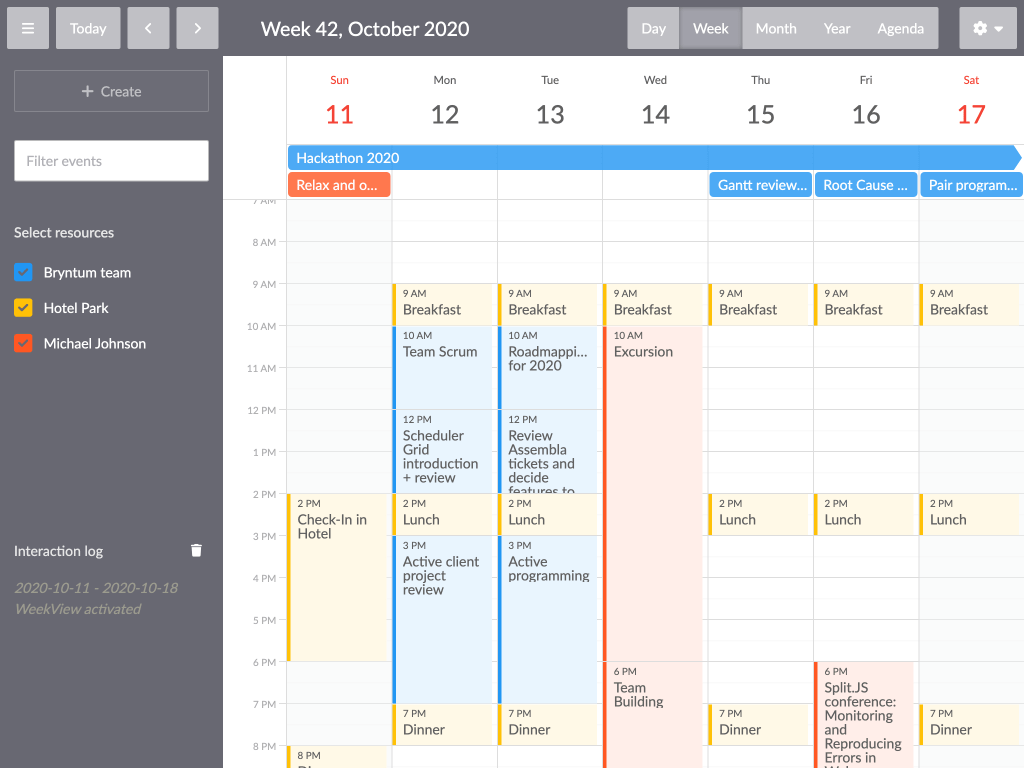 Today
Week 42, October 2020
Day
Week
Month
Year
Agenda
Create
Filter events
Select resources
Bryntum team
Hotel Park
Michael Johnson
Interaction log
2020-10-11 - 2020-10-18
WeekView activated
Sun
11
Mon
12
Tue
13
Wed
14
Thu
15
Fri
16
Sat
17
Hackathon 2020
Relax and o...
Gantt review...
Root Cause ...
Pair program...
7 AM
8 AM
9 AM
10 AM
11 AM
12 PM
1 PM
2 PM
3 PM
4 PM
5 PM
6 PM
7 PM
8 PM
2 PM
Check-In in
Hotel
8 PM
9 AM
Breakfast
10 AM
Team Scrum
12 PM
Scheduler
Grid
introduction
+ review
2 PM
Lunch
3 PM
Active client
project
review
7 PM
Dinner
9 AM
Breakfast
10 AM
Roadmappi...
for 2020
12 PM
Review
Assembla
tickets and
decide
features to
2 PM
Lunch
3 PM
Active
programming
7 PM
Dinner
9 AM
Breakfast
10 AM
Excursion
6 PM
Team
Building
9 AM
Breakfast
2 PM
Lunch
7 PM
Dinner
9 AM
Breakfast
2 PM
Lunch
6 PM
Split.JS
conference:
Monitoring
and
Reproducing
Errors in
9 AM
Breakfast
2 PM
Lunch
7 PM
Dinner